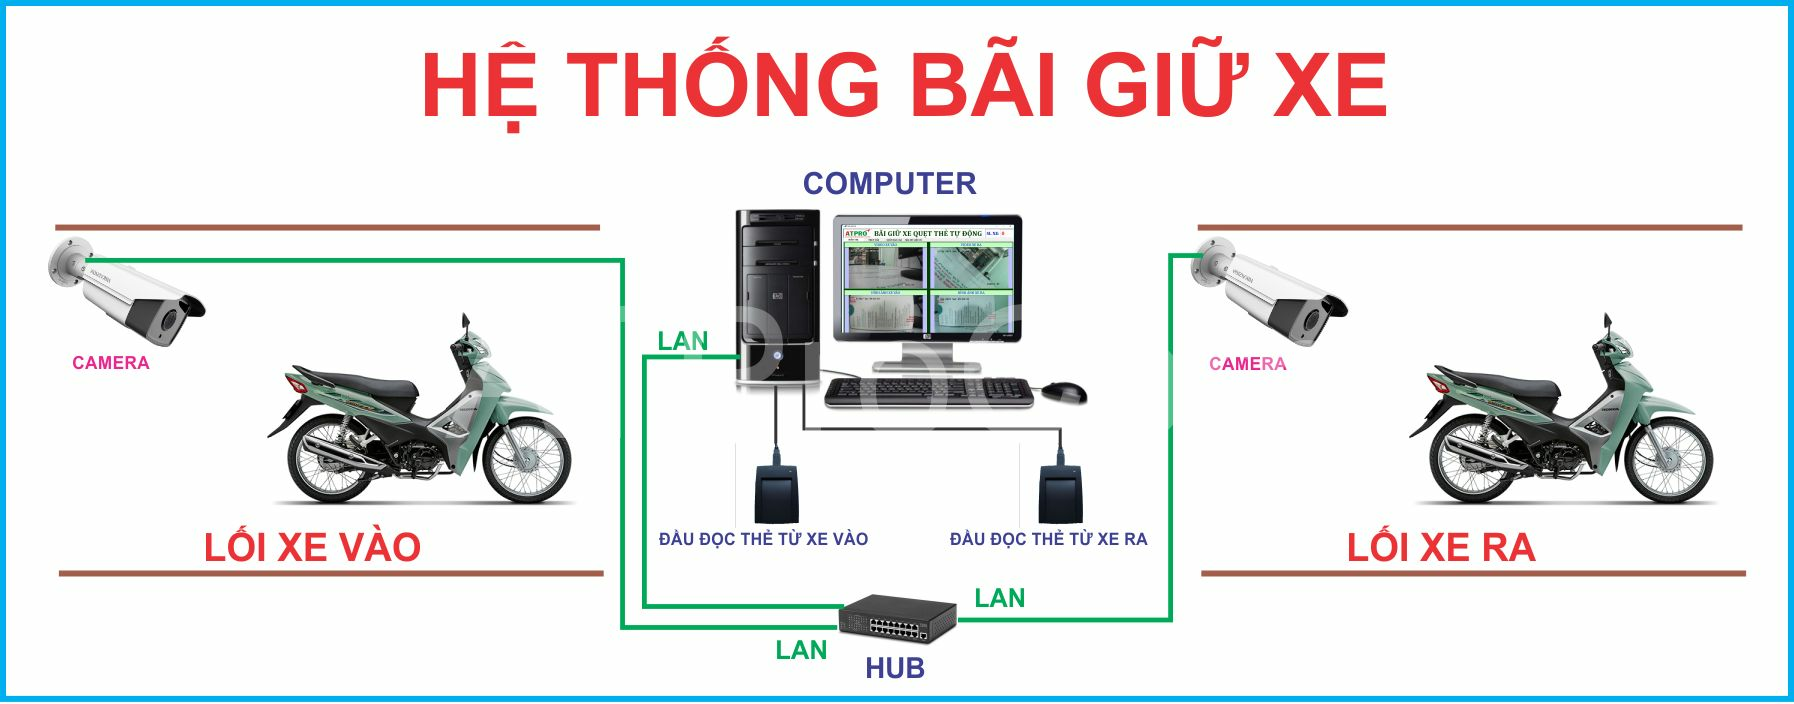 HỆ THỐNG BÃI GIỮ XE
COMPUTER
ATPRO
BÃI GIỮ XE QUẸT THẺ TỰ ĐỘNG
LAN
CAMERA
CAMERA
ĐẦU ĐỌC THẺ TỪ XE VÀO
ĐẦU ĐỌC THẺ TỪ XE RA
LỐI XE VÀO
LỐI XE RA
LAN
LAN
HUB